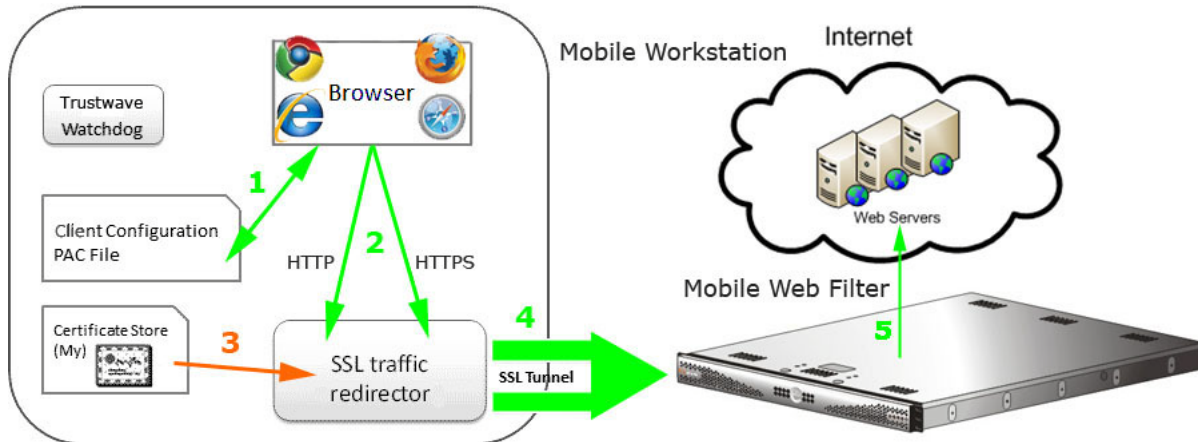 Mobile Workstation
Internet
Trustwave
Watchdog
Browser
1
Client Configuration
PAC File
2
HTTP
HTTPS
Web Servers
Mobile Web Filter
Certificate Store
(My)
3
SSL traffic
redirector
4
SSL Tunnel
5